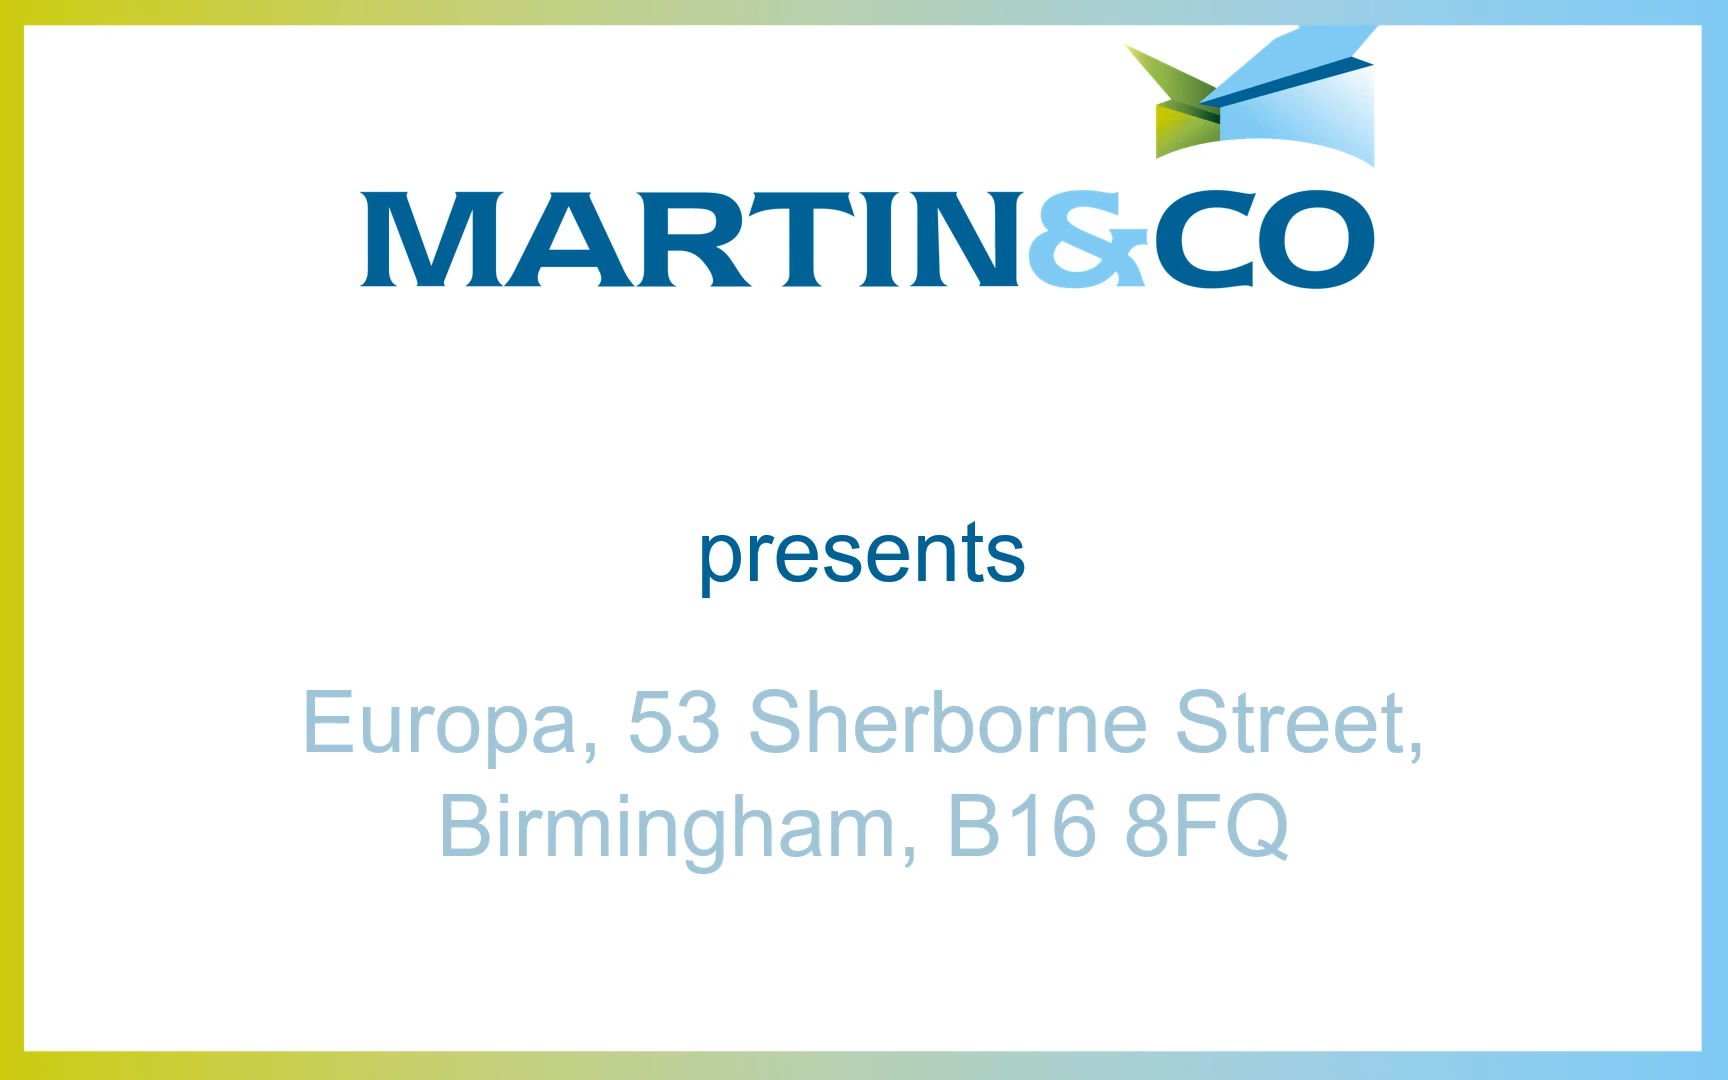 MARTIN&CO
presents
Europa, 53 Sherborne Street,
Birmingham, B16 8FQ